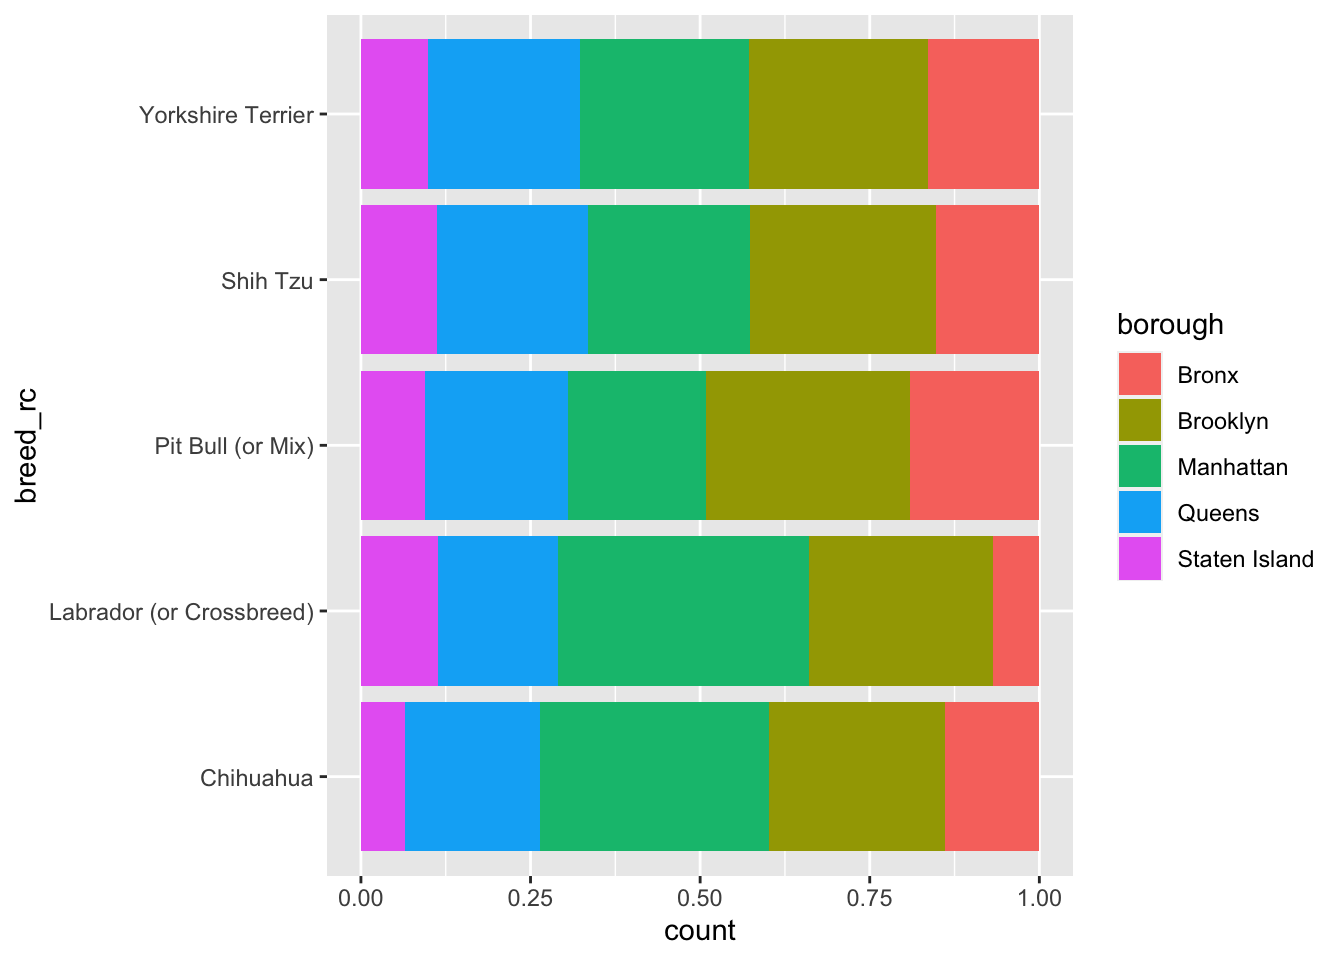 breed_rc
Yorkshire Terrier
Shih Tzu
Pit Bull (or Mix)
Labrador (or Crossbreed)
Chihuahua
0.00 0.25 0.50 0.75 1.00
count
borough
Bronx
Brooklyn
Manhattan
Queens
Staten Island